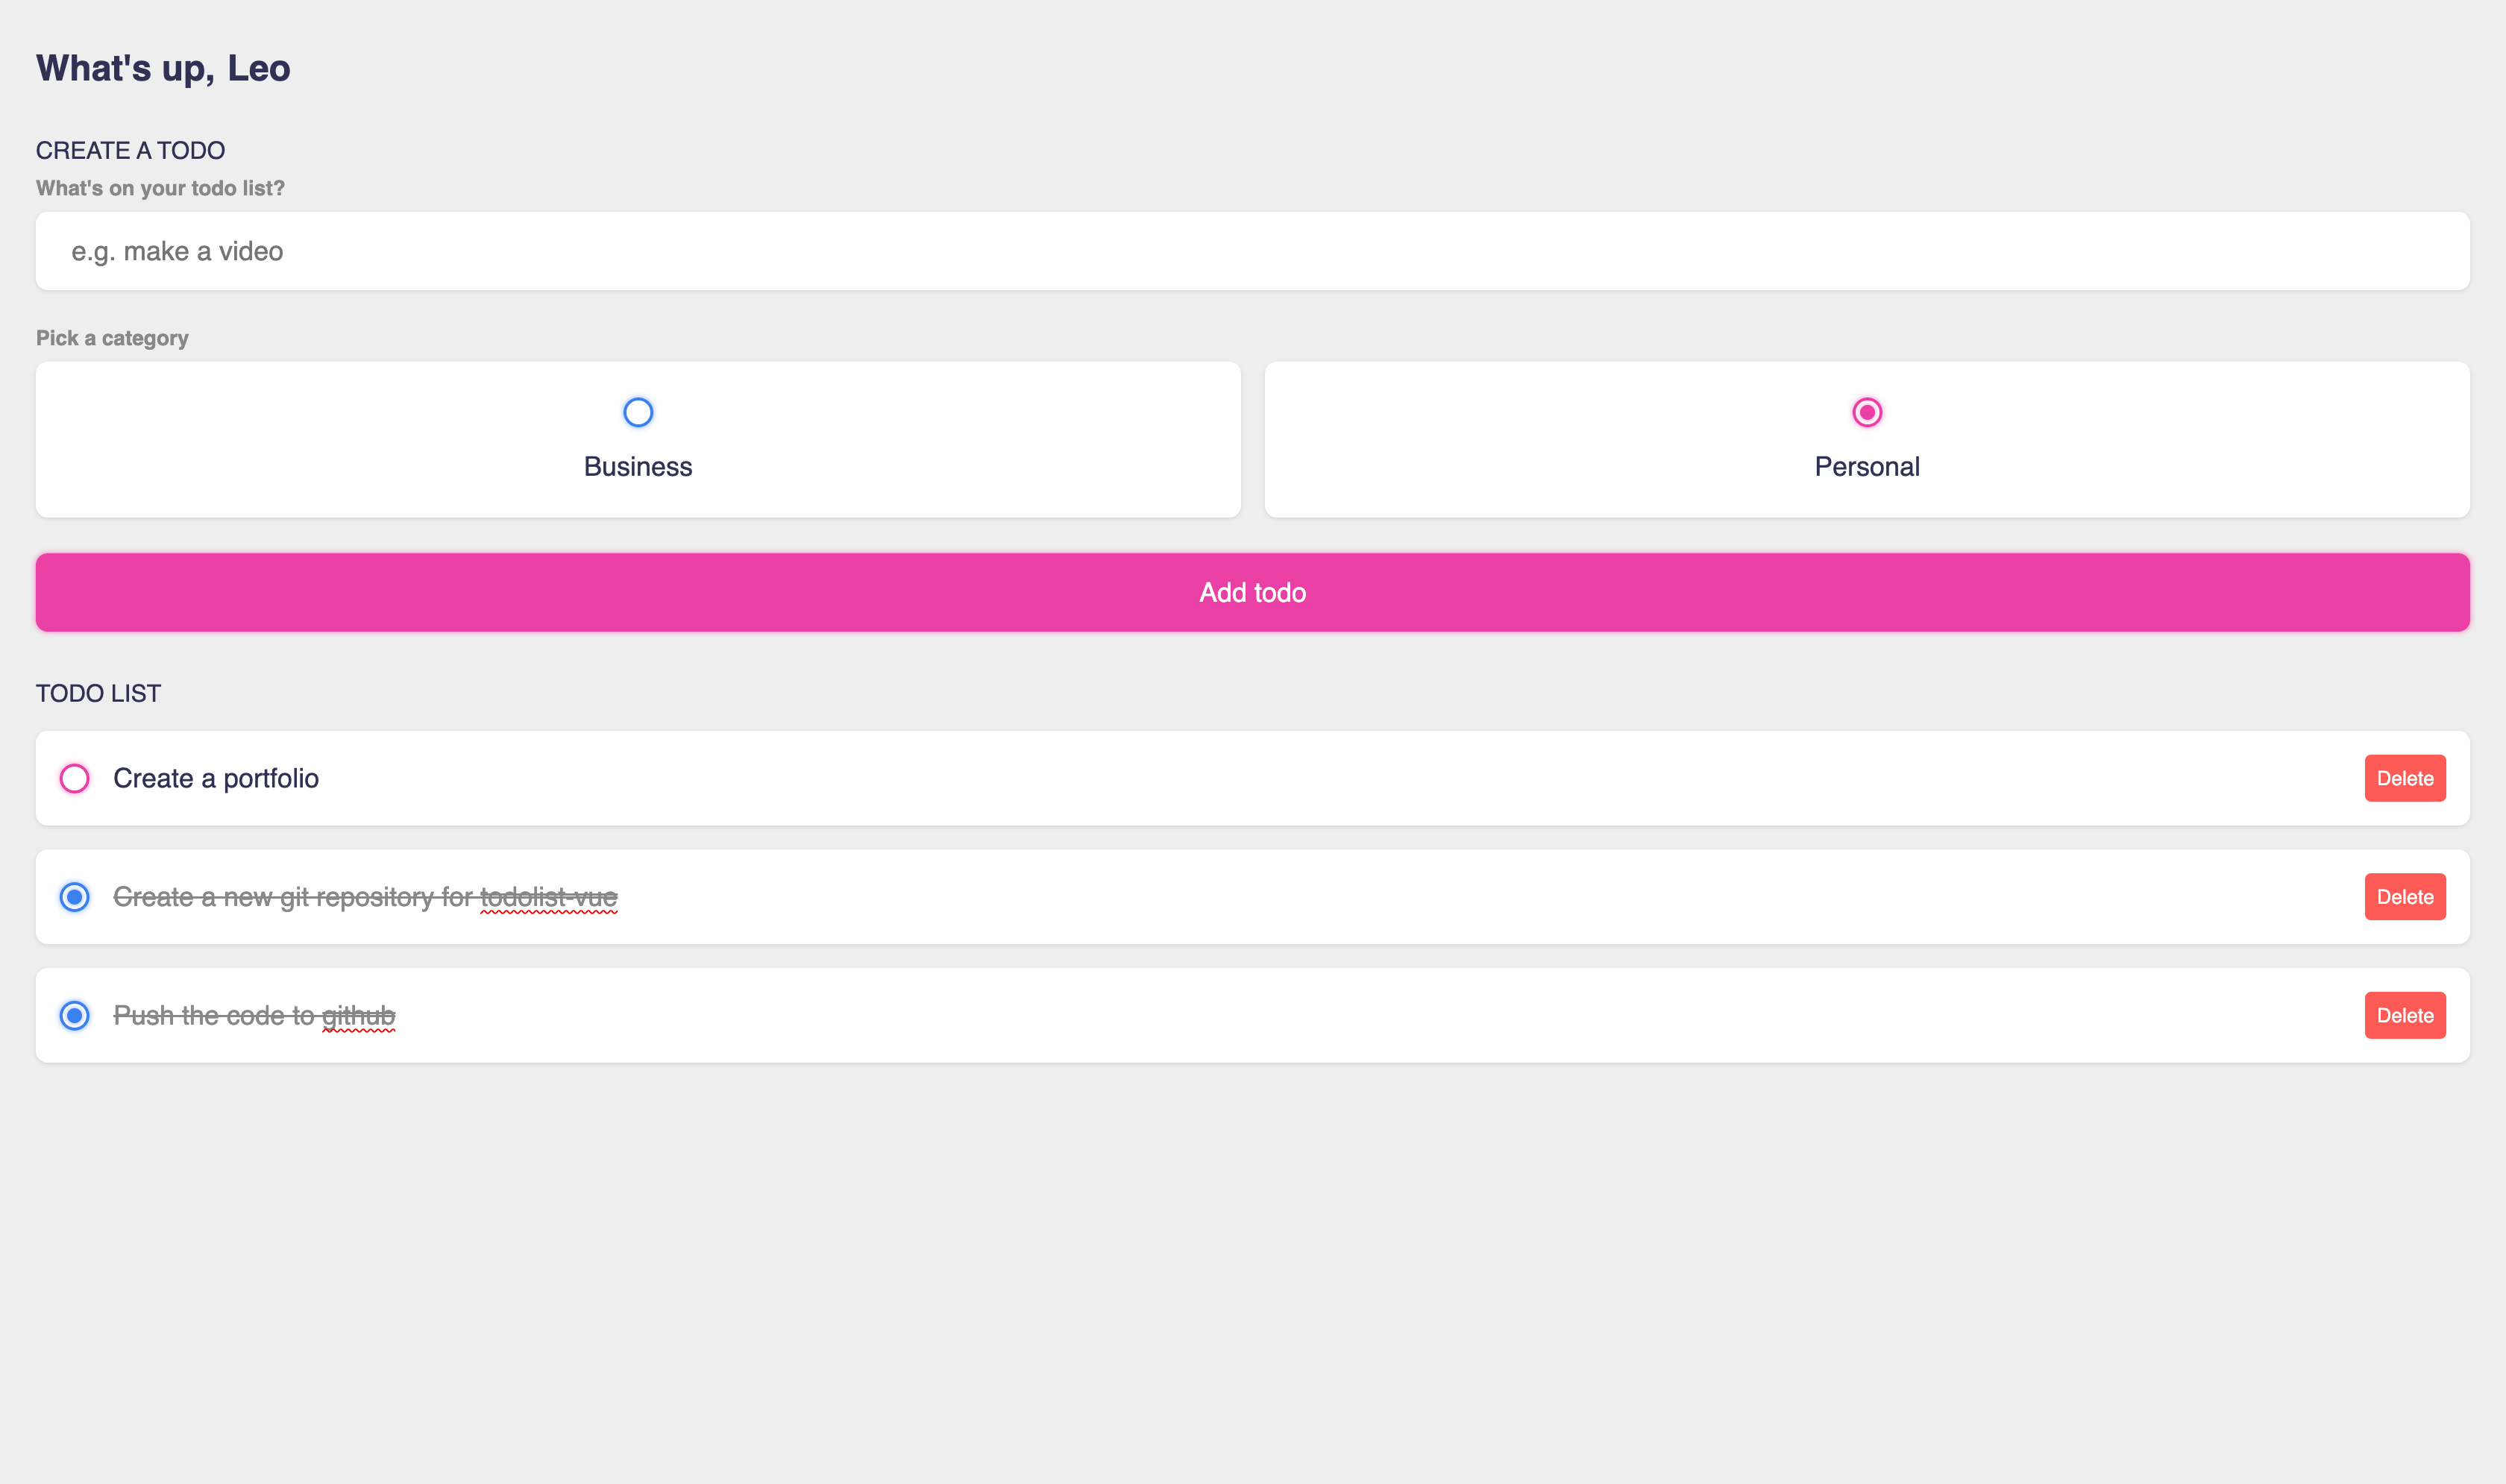 What's up, Leo
CREATE A TODO
What's on your todo list?
e.g. make a video
Pick a category
Business
Personal
Add todo
TODO LIST
Create a portfolio
Delete
Create a new git repository for todolist-vue
Delete
Push the code to github
Delete